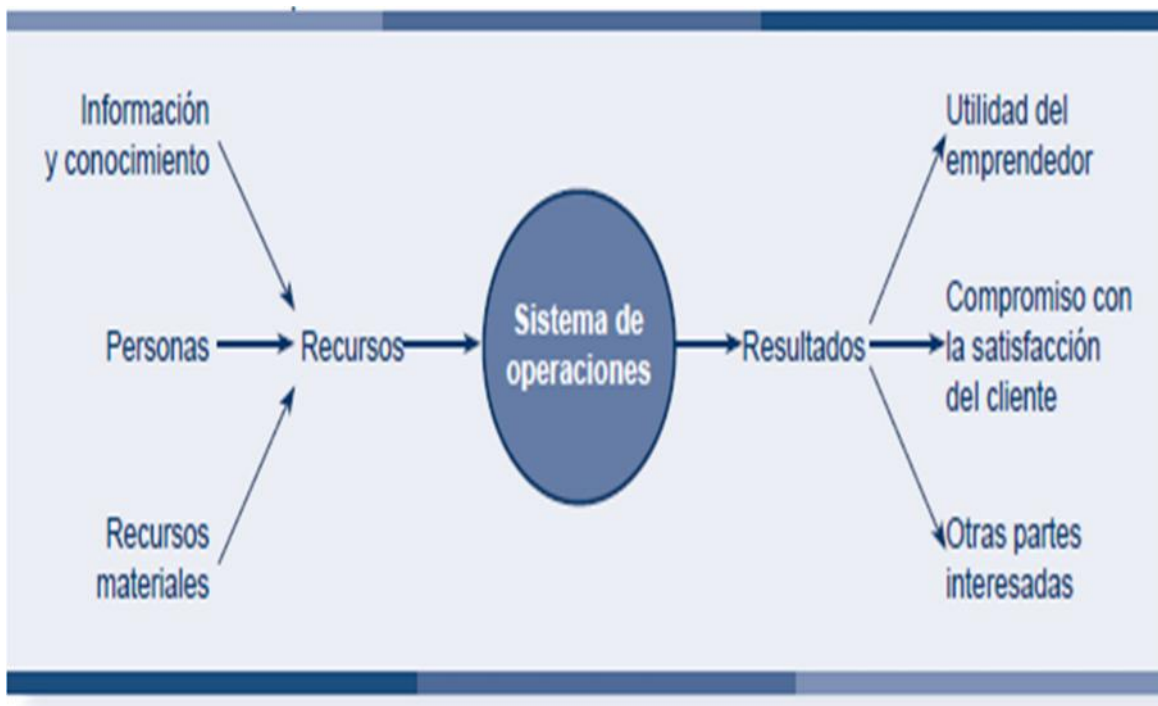 Información
y conocimiento
Personas
Recursos
materiales
Recursos
Sistema de
operaciones
Resultados
Utilidad del
emprendedor
Compromiso con
la satisfacción
del cliente
Otras partes
interesadas